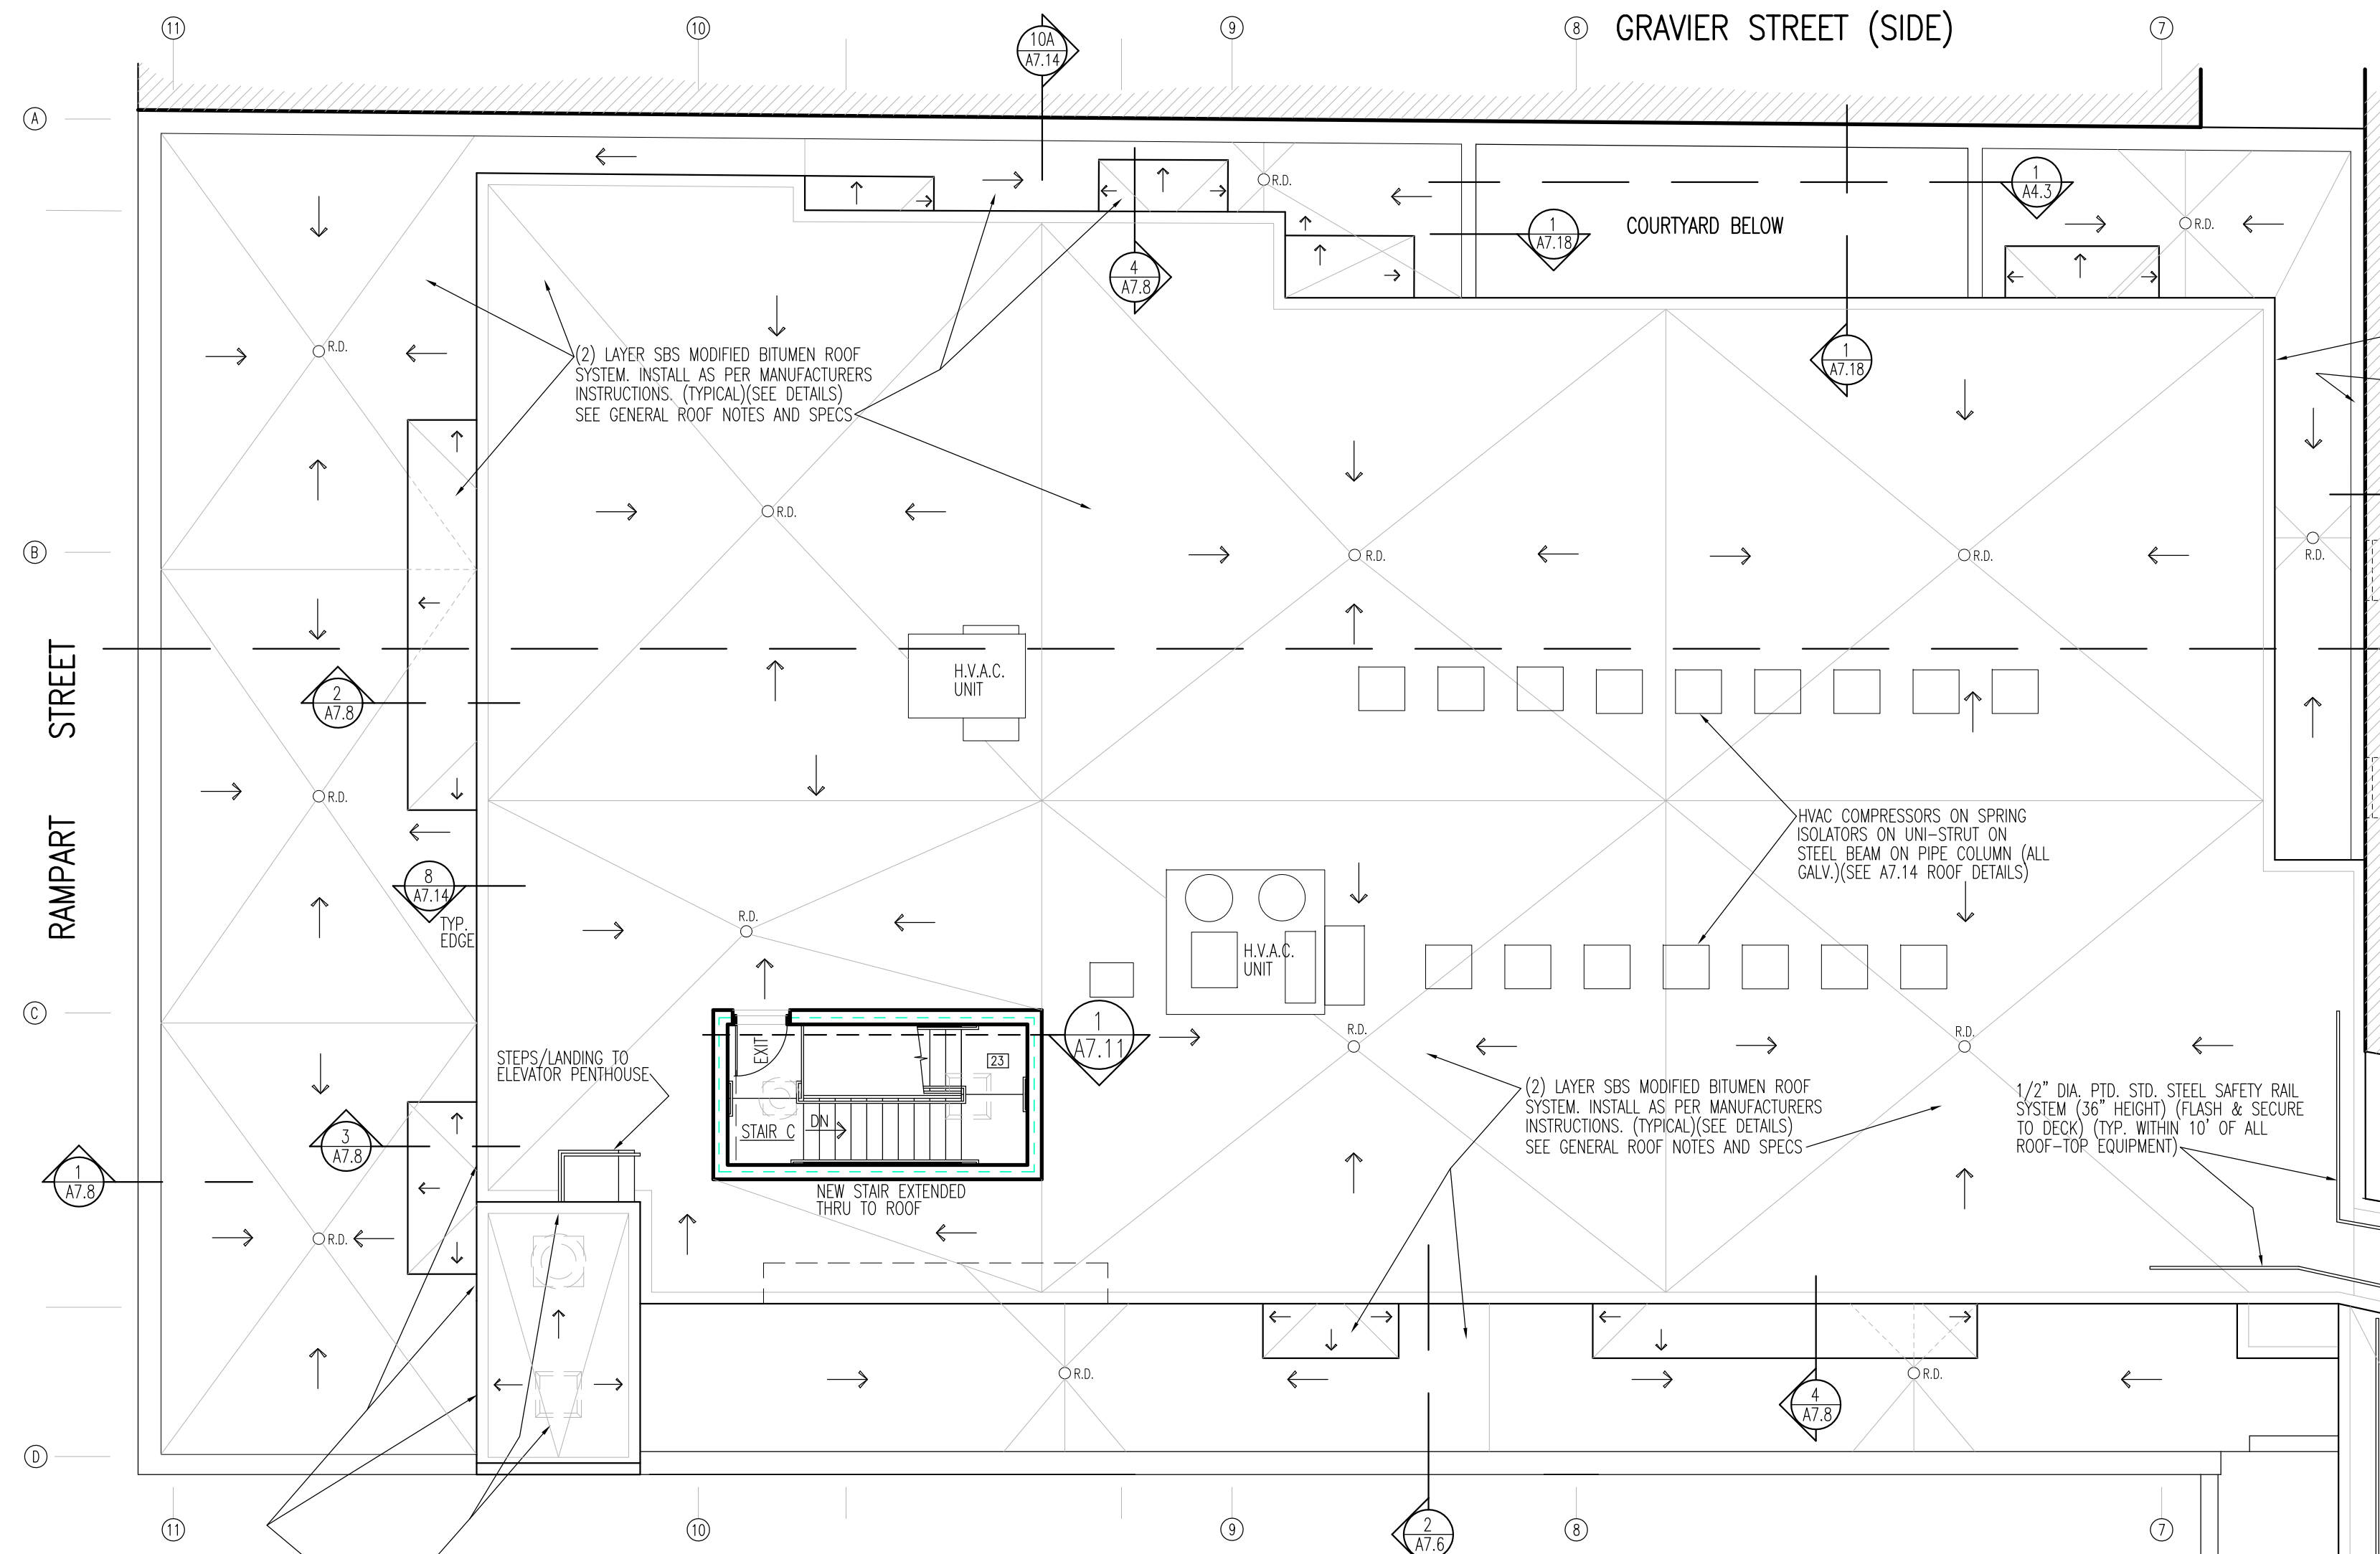 GRAVIER STREET (SIDE)
11
10
10A
A7.14
9
8
7
A
R.D.
1
A4.3
COURTYARD BELOW
1
A7.18
R.D.
4
A7.8
R.D.
(2) LAYER SBS MODIFIED BITUMEN ROOF
SYSTEM. INSTALL AS PER MANUFACTURERS
INSTRUCTIONS. (TYPICAL)(SEE DETAILS)
SEE GENERAL ROOF NOTES AND SPECS
1
A7.18
R.D.
B
R.D.
R.D.
R.D.
RAMPART STREET
H.V.A.C.
UNIT
2
A7.8
R.D.
HVAC COMPRESSORS ON SPRING
ISOLATORS ON UNI-STRUT ON
STEEL BEAM ON PIPE COLUMN (ALL
GALV.)(SEE A7.14 ROOF DETAILS)
8
A7.14
TYP.
EDGE
R.D.
H.V.A.C.
UNIT
C
1
A7.11
R.D.
R.D.
EXIT
23
STEPS/LANDING TO
ELEVATOR PENTHOUSE
STAIR C
DN
(2) LAYER SBS MODIFIED BITUMEN ROOF
SYSTEM. INSTALL AS PER MANUFACTURERS
INSTRUCTIONS. (TYPICAL)(SEE DETAILS)
SEE GENERAL ROOF NOTES AND SPECS
1/2" DIA. PTD. STD. STEEL SAFETY RAIL
SYSTEM (36" HEIGHT) (FLASH & SECURE
TO DECK) (TYP. WITHIN 10' OF ALL
ROOF-TOP EQUIPMENT)
3
A7.8
1
A7.8
NEW STAIR EXTENDED
THRU TO ROOF
R.D.
R.D.
R.D.
4
A7.8
D
11
10
9
2
A7.6
8
7